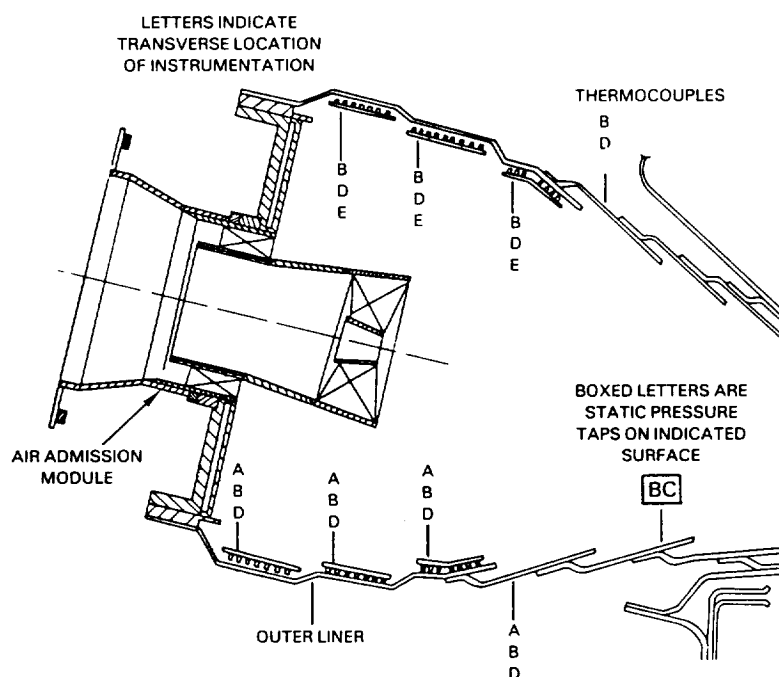 LETTERS INDICATE
TRANSVERSE LOCATION
OF INSTRUMENTATION
THERMOCOUPLES
B
D
B
D
E
B
D
E
B
D
E
BOXED LETTERS ARE
STATIC PRESSURE
TAPS ON INDICATED
SURFACE
BC
AIR ADMISSION
MODULE
A
B
D
A
B
D
A
B
D
OUTER LINER
A
B
D